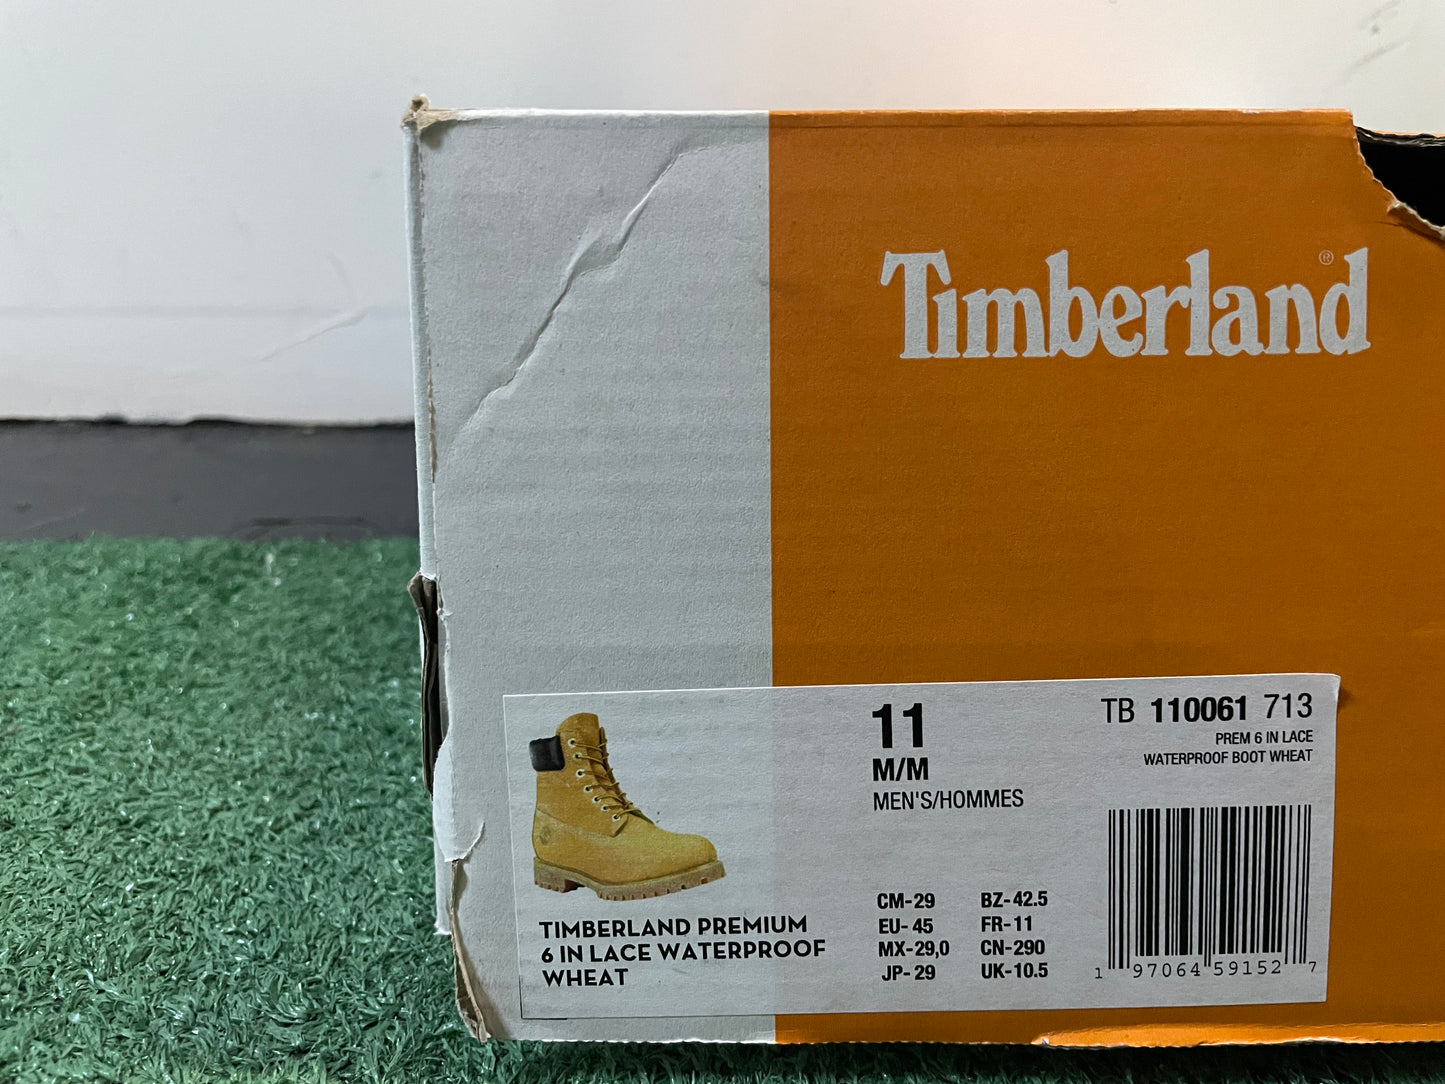 Timberland®
11
M/M
MEN'S/HOMMES
TB 110061 713
PREM 6 IN LACE
WATERPROOF BOOT WHEAT
TIMBERLAND PREMIUM
6 IN LACE WATERPROOF
WHEAT
CM-29 BZ-42.5
EU-45 FR-11
MX-29,0 CN-290
JP-29 UK-10.5
1 97064 59152 7